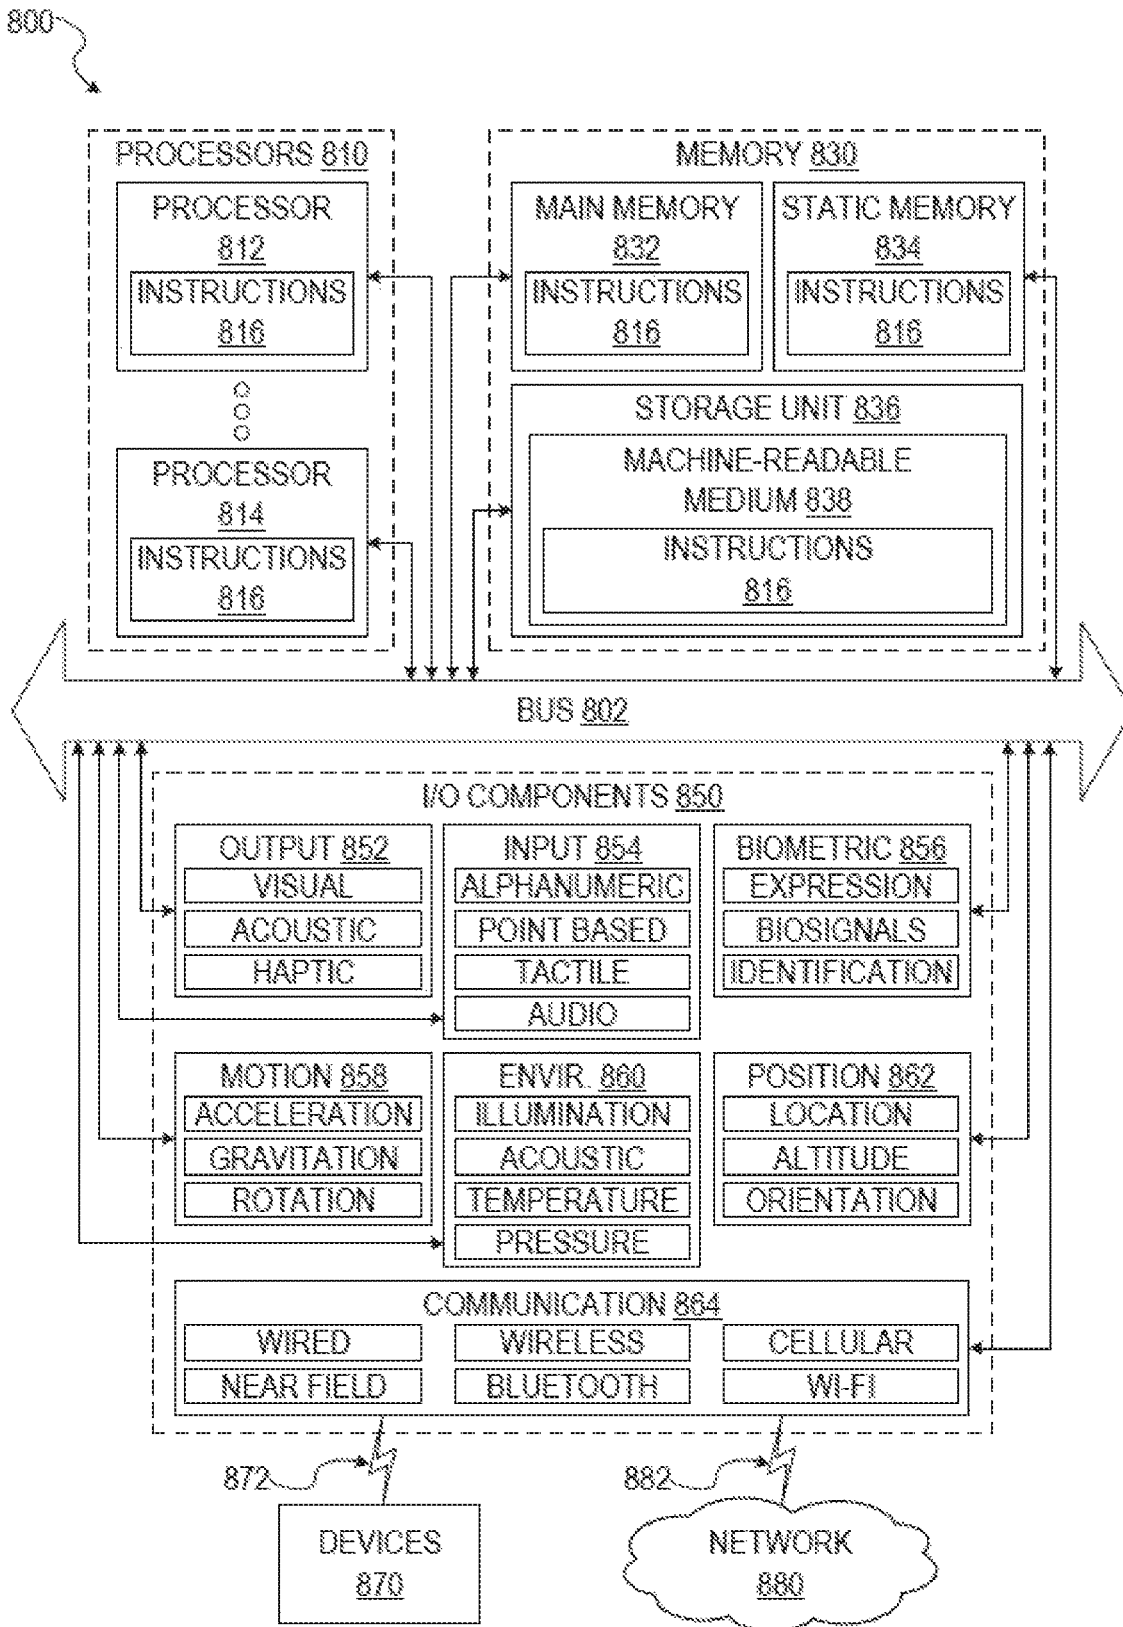 800
PROCESSORS 810
PROCESSOR
812
INSTRUCTIONS
816
PROCESSOR
814
INSTRUCTIONS
816
MEMORY 830
MAIN MEMORY
832
INSTRUCTIONS
816
STATIC MEMORY
834
INSTRUCTIONS
816
STORAGE UNIT 836
MACHINE-READABLE
MEDIUM 838
INSTRUCTIONS
816
BUS 802
I/O COMPONENTS 850
OUTPUT 852
VISUAL
ACOUSTIC
HAPTIC
INPUT 854
ALPHANUMERIC
POINT BASED
TACTILE
AUDIO
BIOMETRIC 856
EXPRESSION
BIOSIGNALS
IDENTIFICATION
MOTION 858
ACCELERATION
GRAVITATION
ROTATION
ENVIR. 860
ILLUMINATION
ACOUSTIC
TEMPERATURE
PRESSURE
POSITION 862
LOCATION
ALTITUDE
ORIENTATION
COMMUNICATION 864
WIRED
WIRELESS
CELLULAR
NEAR FIELD
BLUETOOTH
WI-FI
872
882
DEVICES
870
NETWORK
880